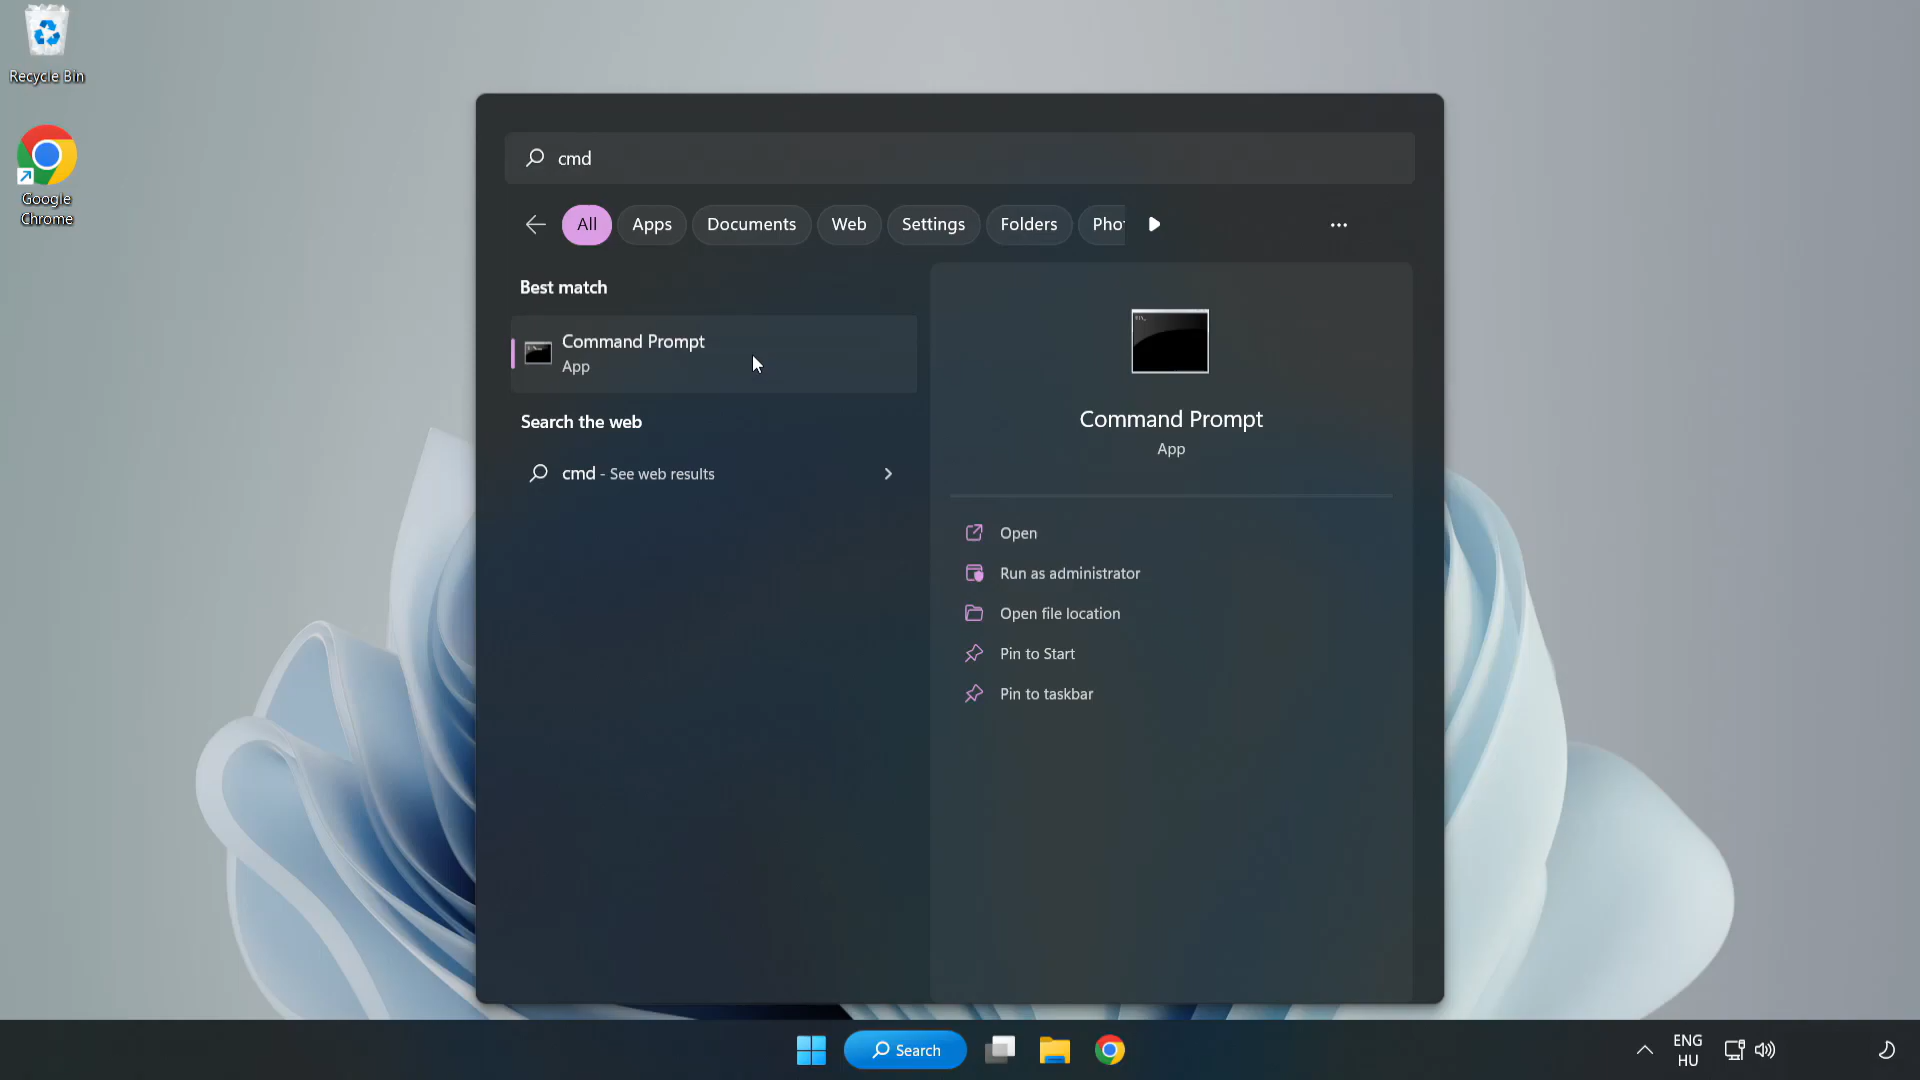 Recycle Bin
Google
Chrome
cmd
All
Apps
Documents
Web
Settings
Folders
Pho
Best match
Command Prompt
App
Search the web
cmd - See web results
Command Prompt
App
Open
Run as administrator
Open file location
Pin to Start
Pin to taskbar
Search
ENG
HU